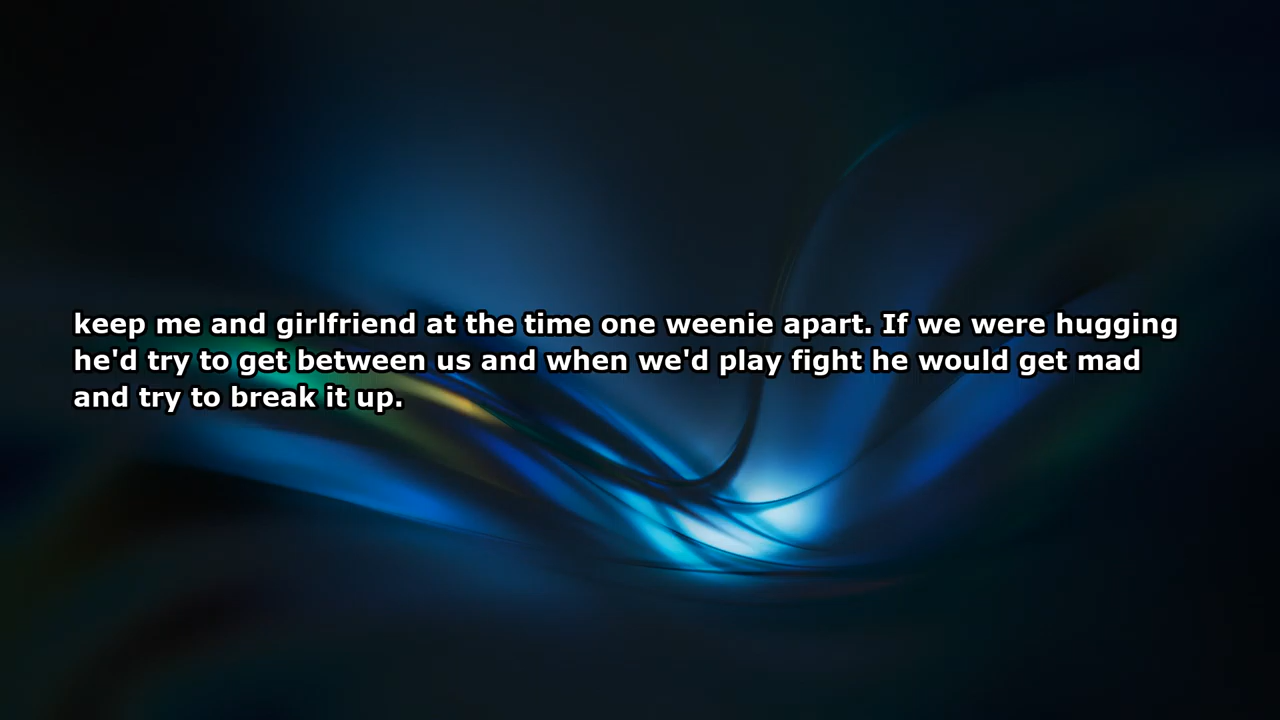 keep me and girlfriend at the time one weenie apart. If we were hugging
he'd try to get between us and when we'd play fight he would get mad
and try to break it up.